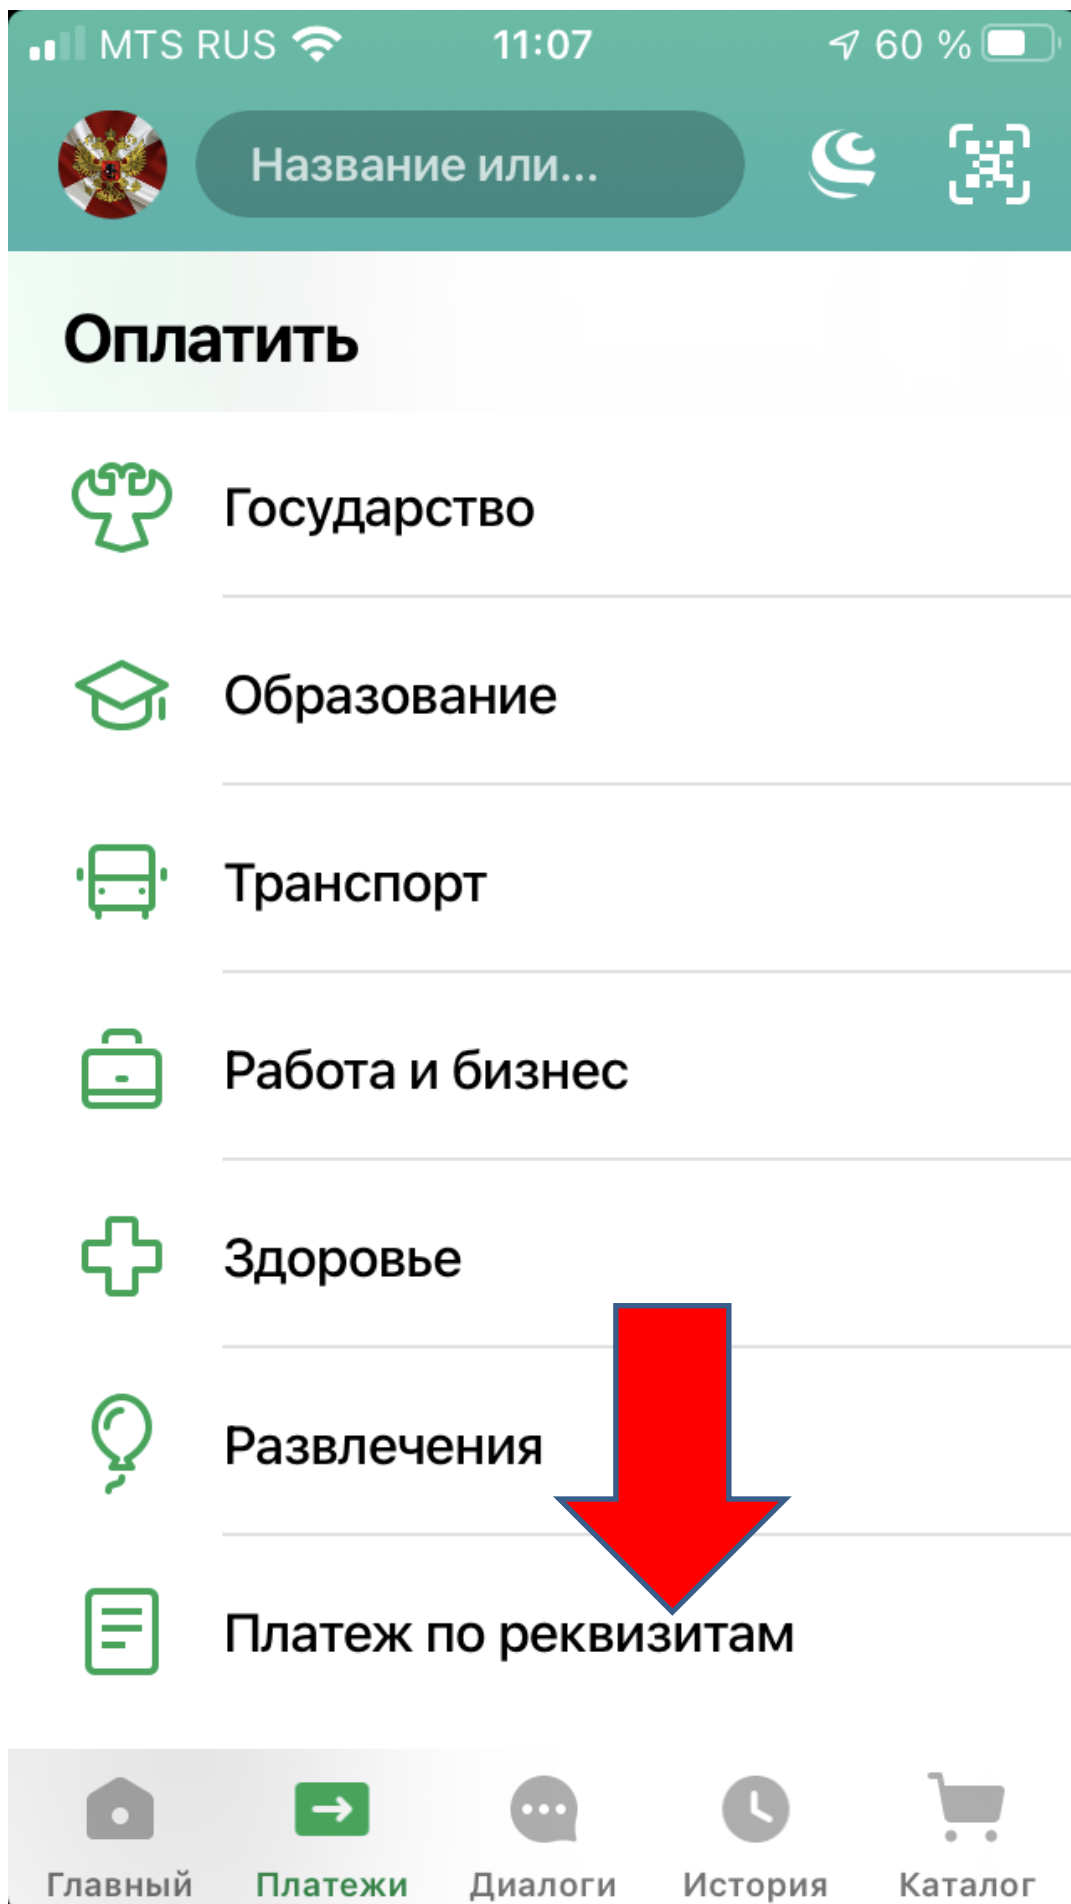 MTS RUS 11:07 60 %
Название или...
Оплатить
Государство
Образование
Транспорт
Работа и бизнес
Здоровье
Развлечения
Платеж по реквизитам
Главный Платежи Диалоги История Каталог